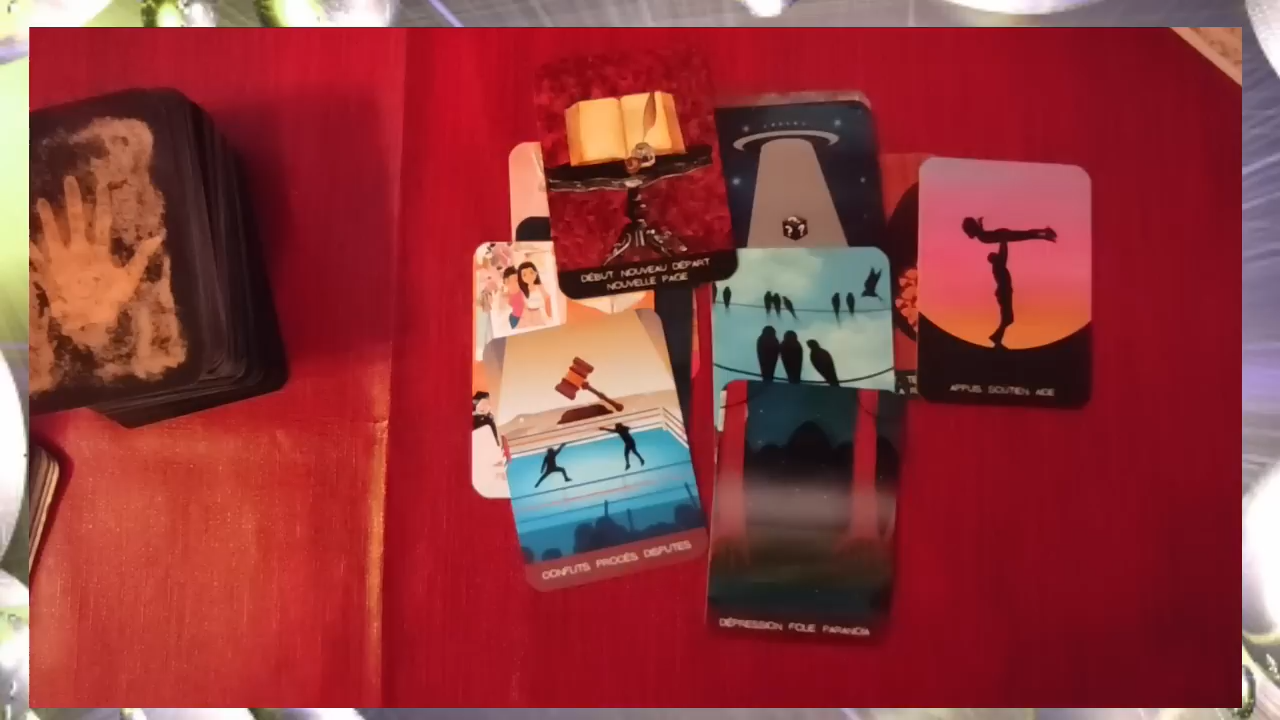 DÉBUT NOUVEAU DÉPART
NOUVELLE PAGE
APPUIS SOUTIEN AIDE
CONFLITS PROCÈS DISPUTES
DÉPRESSION FOLIE PARANOÏA
? ?